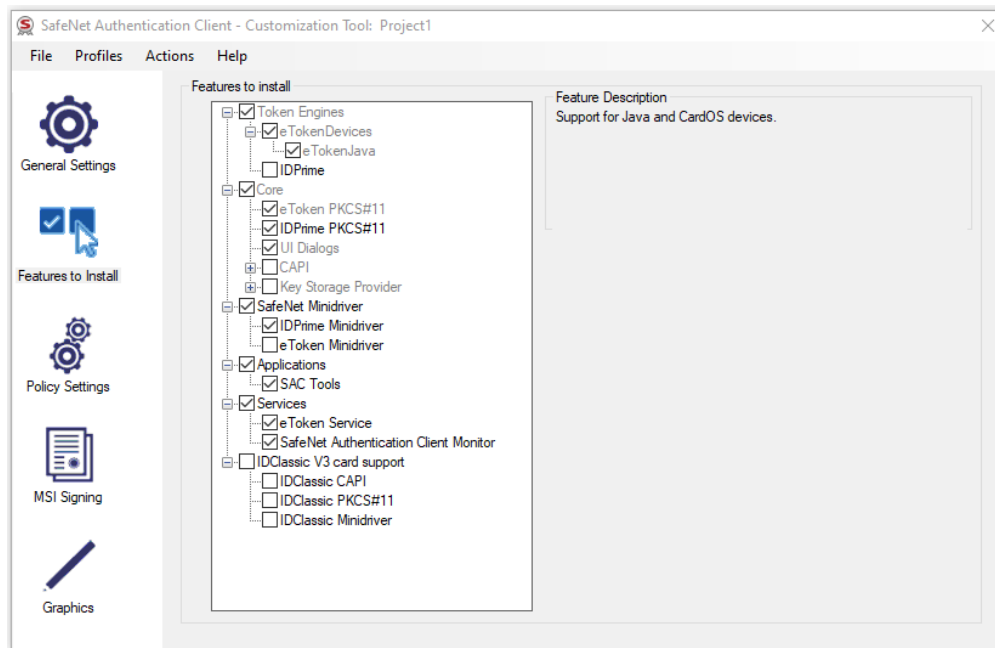 SafeNet Authentication Client - Customization Tool: Project1
File Profiles Actions Help
General Settings
Features to Install
Policy Settings
MSI Signing
Graphics
Features to install
Token Engines
eTokenDevices
eTokenJava
IDPrime
Core
eToken PKCS#11
IDPrime PKCS#11
UI Dialogs
CAPI
Key Storage Provider
SafeNet Minidriver
IDPrime Minidriver
eToken Minidriver
Applications
SAC Tools
Services
eToken Service
SafeNet Authentication Client Monitor
IDClassic V3 card support
IDClassic CAPI
IDClassic PKCS#11
IDClassic Minidriver
Feature Description
Support for Java and CardOS devices.